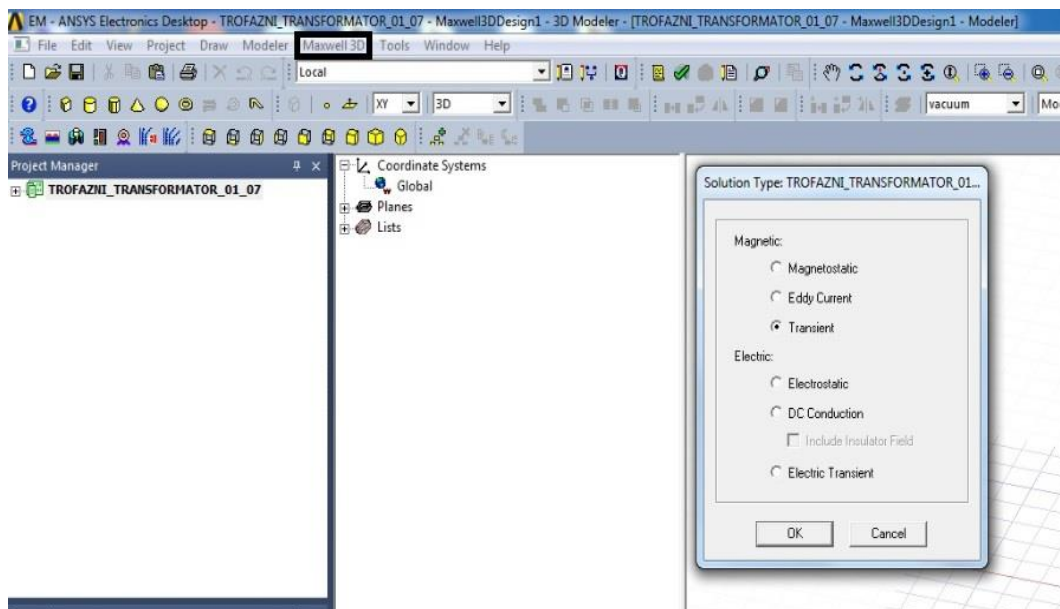 EM - ANSYS Electronics Desktop - TROFAZNI_TRANSFORMATOR_01_07 - Maxwell3DDesign1 - 3D Modeler - [TROFAZNI_TRANSFORMATOR_01_07 - Maxwell3DDesign1 - Modeler]
File Edit View Project Draw Modeler Maxwell 3D Tools Window Help
Local
XY 3D vacuum Mo
Project Manager
TROFAZNI_TRANSFORMATOR_01_07
Coordinate Systems
Global
Planes
Lists
Solution Type: TROFAZNI_TRANSFORMATOR_01...
Magnetic:
Magnetostatic
Eddy Current
Transient
Electric:
Electrostatic
DC Conduction
Include Insulator Field
Electric Transient
OK Cancel